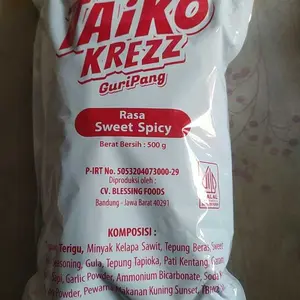 TAIKO
KREZZ
GuriPang
Rasa
Sweet Spicy
Berat Bersih : 500 g
P-IRT No. 5053204073000-29
Diproduksi oleh :
CV. BLESSING FOODS
Bandung - Jawa Barat 40291
KOMPOSISI :
Terigu, Minyak Kelapa Sawit, Tepung Beras, Sweet
Gula, Tepung Tapioka, Pati Kentang,
Garlic Powder, Ammonium Bicarbonate,
Powder, Pewarna Makanan Kuning Sunset,